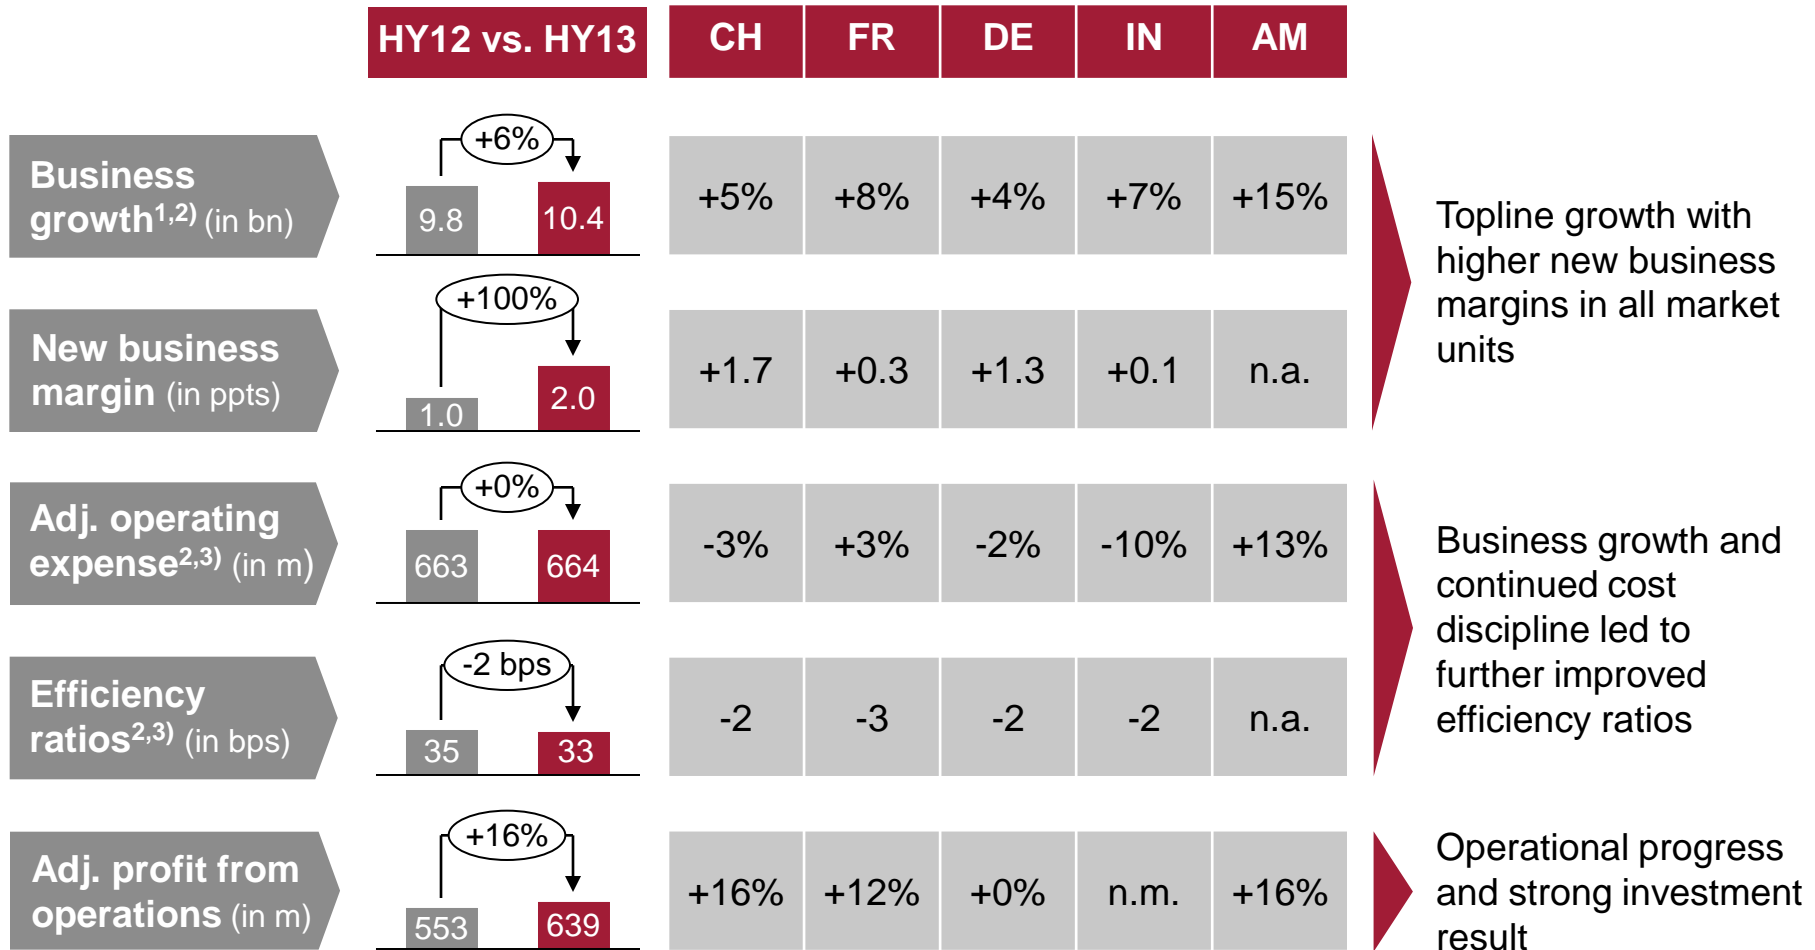 HY12 vs. HY13 CH FR DE IN AM
Business
growth1,2) (in bn)
+6%
9.8 10.4
+5% +8% +4% +7% +15%
New business
margin (in ppts)
+100%
1.0 2.0
+1.7 +0.3 +1.3 +0.1 n.a.
Topline growth with
higher new business
margins in all market
units
Adj. operating
expense2,3) (in m)
+0%
663 664
-3% +3% -2% -10% +13%
Efficiency
ratios2,3) (in bps)
-2 bps
35 33
-2 -3 -2 -2 n.a.
Business growth and
continued cost
discipline led to
further improved
efficiency ratios
Adj. profit from
operations (in m)
+16%
553 639
+16% +12% +0% n.m. +16%
Operational progress
and strong investment
result